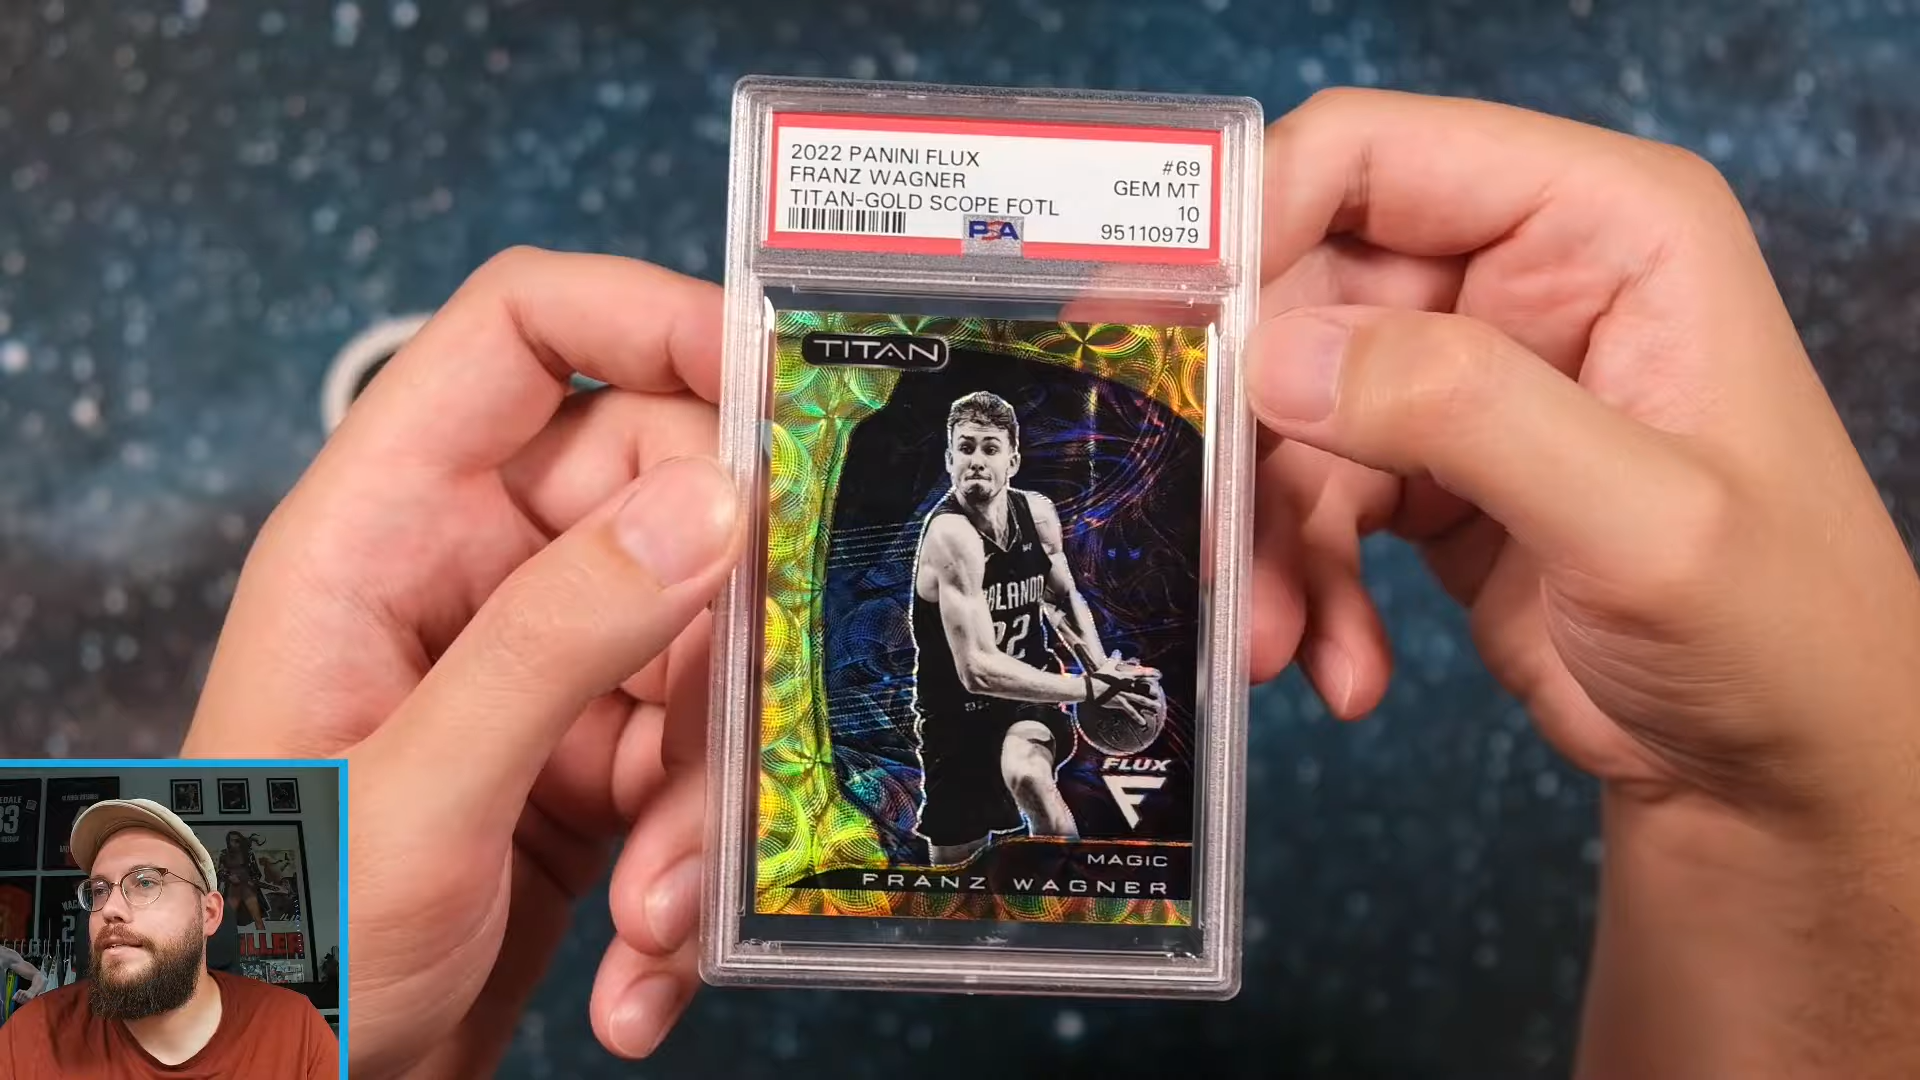 2022 PANINI FLUX
#69
FRANZ WAGNER
GEM MT
TITAN-GOLD SCOPE FOTL
10
PSA
95110979
TITAN
22
FLUX
MAGIC
FRANZ WAGNER